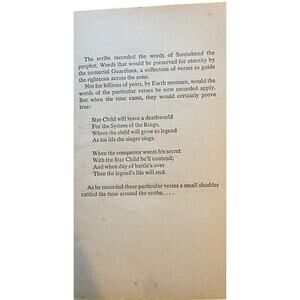 The scribe recorded the words of Sonnabend the
prophet. Words that would be preserved for eternity by
the immortal Guardians, a collection of verses to guide
the righteous across the eons.
Not for billions of years, by Earth measure, would the
words of the particular verses he now recorded apply.
But when the time came, they would certainly prove
true:
Star Child will leave a deathworld
For the System of the Rings,
Where the child will grow to legend
As his life the singer sings.
When the conqueror wants his secret
With the Star Child he'll contend;
And when day of battle's over
Then the legend's life will end.
As he recorded these particular verses a small shudder
rattled the time around the scribe. . . .